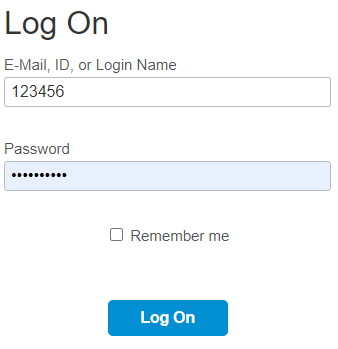 Log On
E-Mail, ID, or Login Name
123456
Password
••••••••••
Remember me
Log On